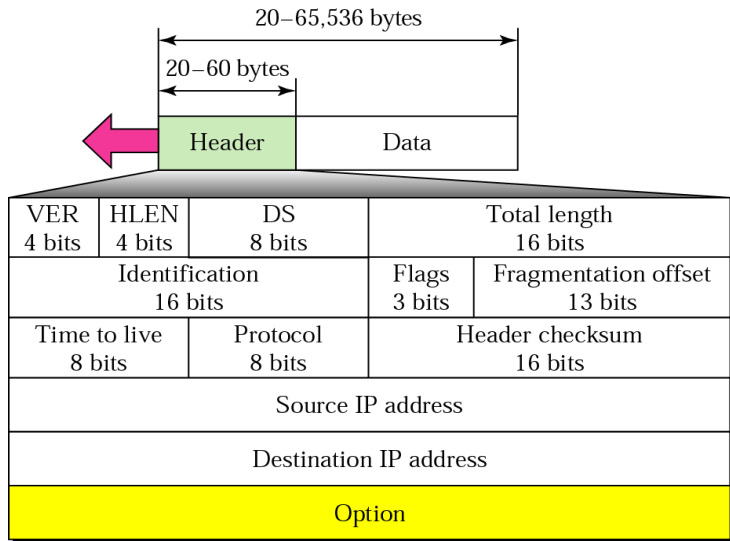 20–65,536 bytes
20–60 bytes
Header
Data
VER
4 bits
HLEN
4 bits
DS
8 bits
Total length
16 bits
Identification
16 bits
Flags
3 bits
Fragmentation offset
13 bits
Time to live
8 bits
Protocol
8 bits
Header checksum
16 bits
Source IP address
Destination IP address
Option